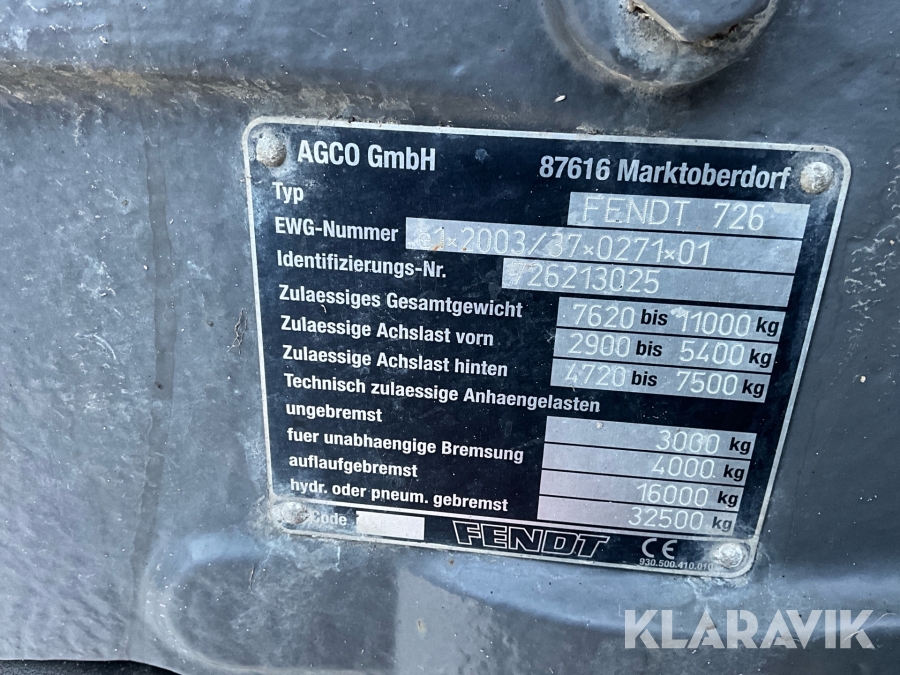 AGCO GmbH 87616 Marktoberdorf
Typ FENDT 726
EWG-Nummer e1×2003/37×0271×01
Identifizierungs-Nr. 726213025
Zulaessiges Gesamtgewicht 7620 bis 11000 kg
Zulaessige Achslast vorn 2900 bis 5400 kg
Zulaessige Achslast hinten 4720 bis 7500 kg
Technisch zulaessige Anhaengelasten
ungebremst 3000 kg
fuer unabhaengige Bremsung 4000 kg
auflaufgebremst 16000 kg
hydr. oder pneum. gebremst 32500 kg
Code FENDT CE
930.500.410.010
KLARAVIK